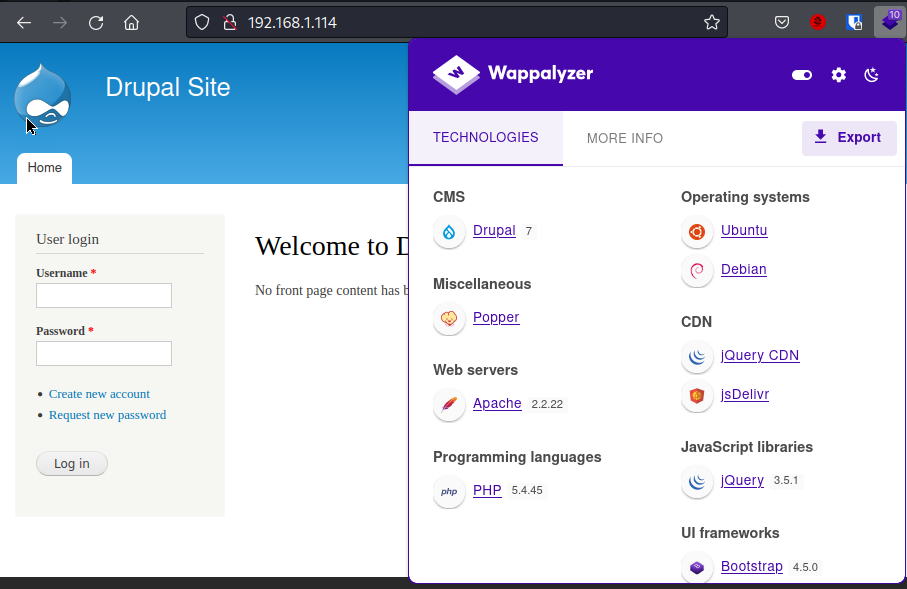 192.168.1.114
10
Drupal Site
Home
User login
Username *
Password *
Create new account
Request new password
Log in
Welcome to D
No front page content has b
Wappalyzer
TECHNOLOGIES
MORE INFO
Export
CMS
Drupal 7
Miscellaneous
Popper
Web servers
Apache 2.2.22
Programming languages
php
PHP 5.4.45
Operating systems
Ubuntu
Debian
CDN
jQuery CDN
jsDelivr
JavaScript libraries
jQuery 3.5.1
UI frameworks
Bootstrap 4.5.0